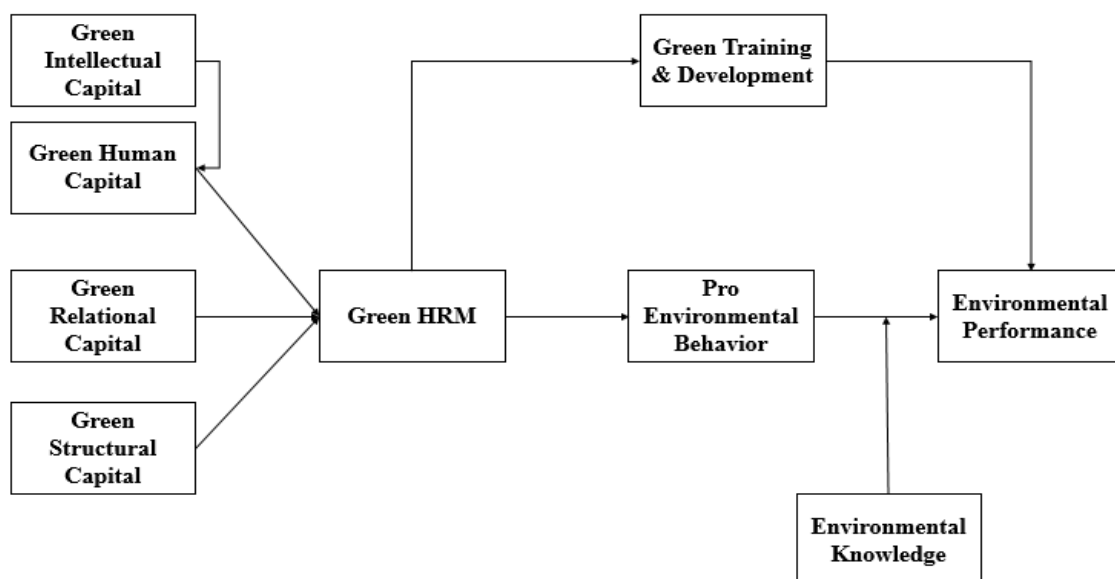 Green
Intellectual
Capital
Green Human
Capital
Green
Relational
Capital
Green
Structural
Capital
Green HRM
Green Training
& Development
Pro
Environmental
Behavior
Environmental
Performance
Environmental
Knowledge